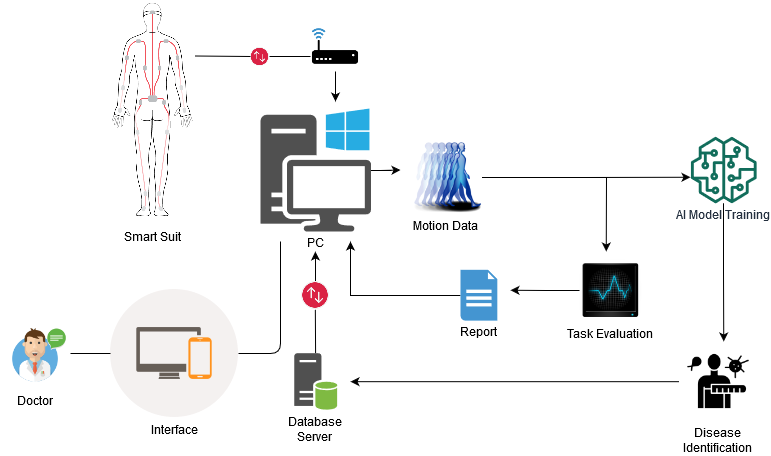 Smart Suit
PC
Motion Data
AI Model Training
Report
Task Evaluation
Doctor
Interface
Database
Server
Disease
Identification